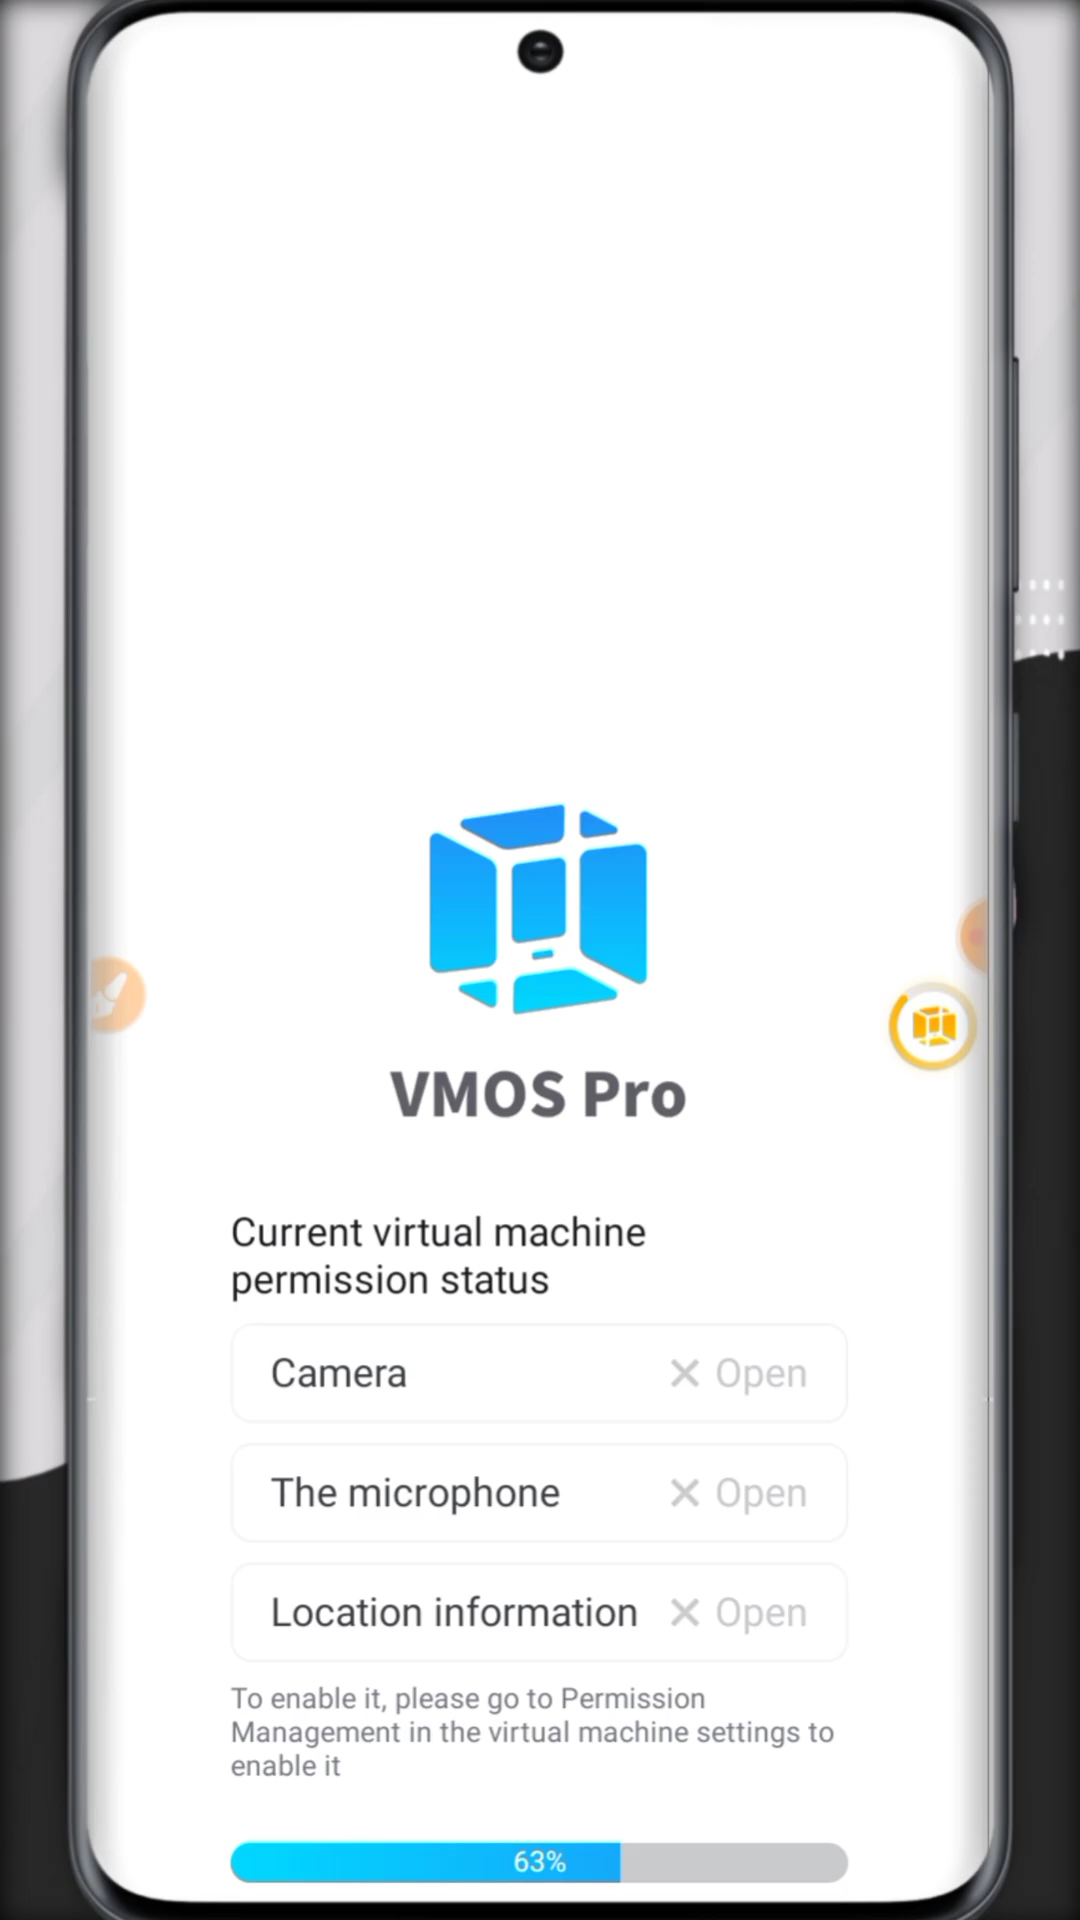 VMOS Pro
Current virtual machine
permission status
Camera
✕ Open
The microphone
✕ Open
Location information
✕ Open
To enable it, please go to Permission
Management in the virtual machine settings to
enable it
63%